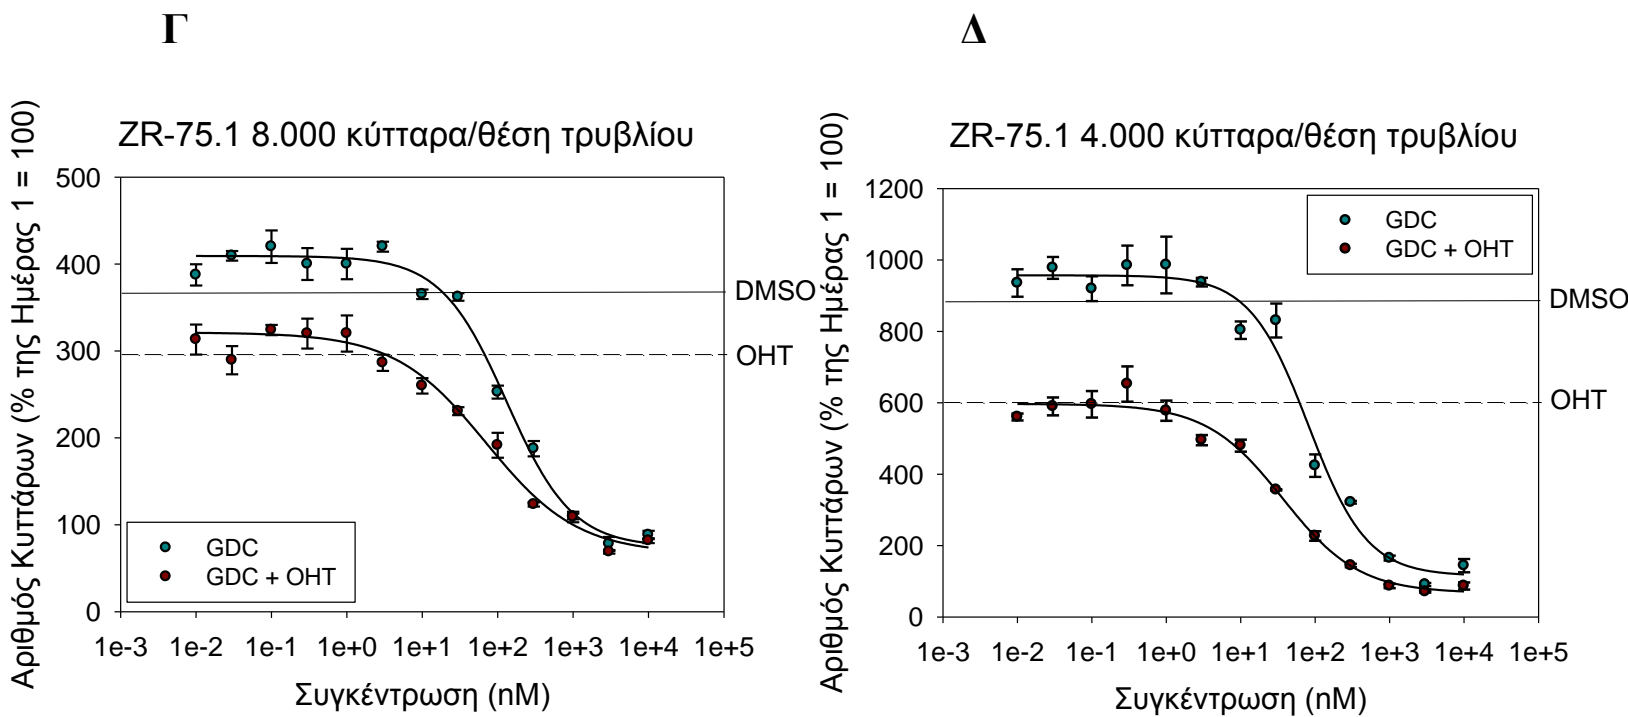 Γ
Αριθμός Κυττάρων (% της Ημέρας 1 = 100)
ZR-75.1 8.000 κύτταρα/θέση τρυβλίου
500
400
300
200
100
0
DMSO
OHT
GDC
GDC + OHT
1e-3 1e-2 1e-1 1e+0 1e+1 1e+2 1e+3 1e+4 1e+5
Συγκέντρωση (nM)
Δ
Αριθμός Κυττάρων (% της Ημέρας 1 = 100)
ZR-75.1 4.000 κύτταρα/θέση τρυβλίου
1200
1000
800
600
400
200
0
GDC
GDC + OHT
DMSO
OHT
1e-3 1e-2 1e-1 1e+0 1e+1 1e+2 1e+3 1e+4 1e+5
Συγκέντρωση (nM)